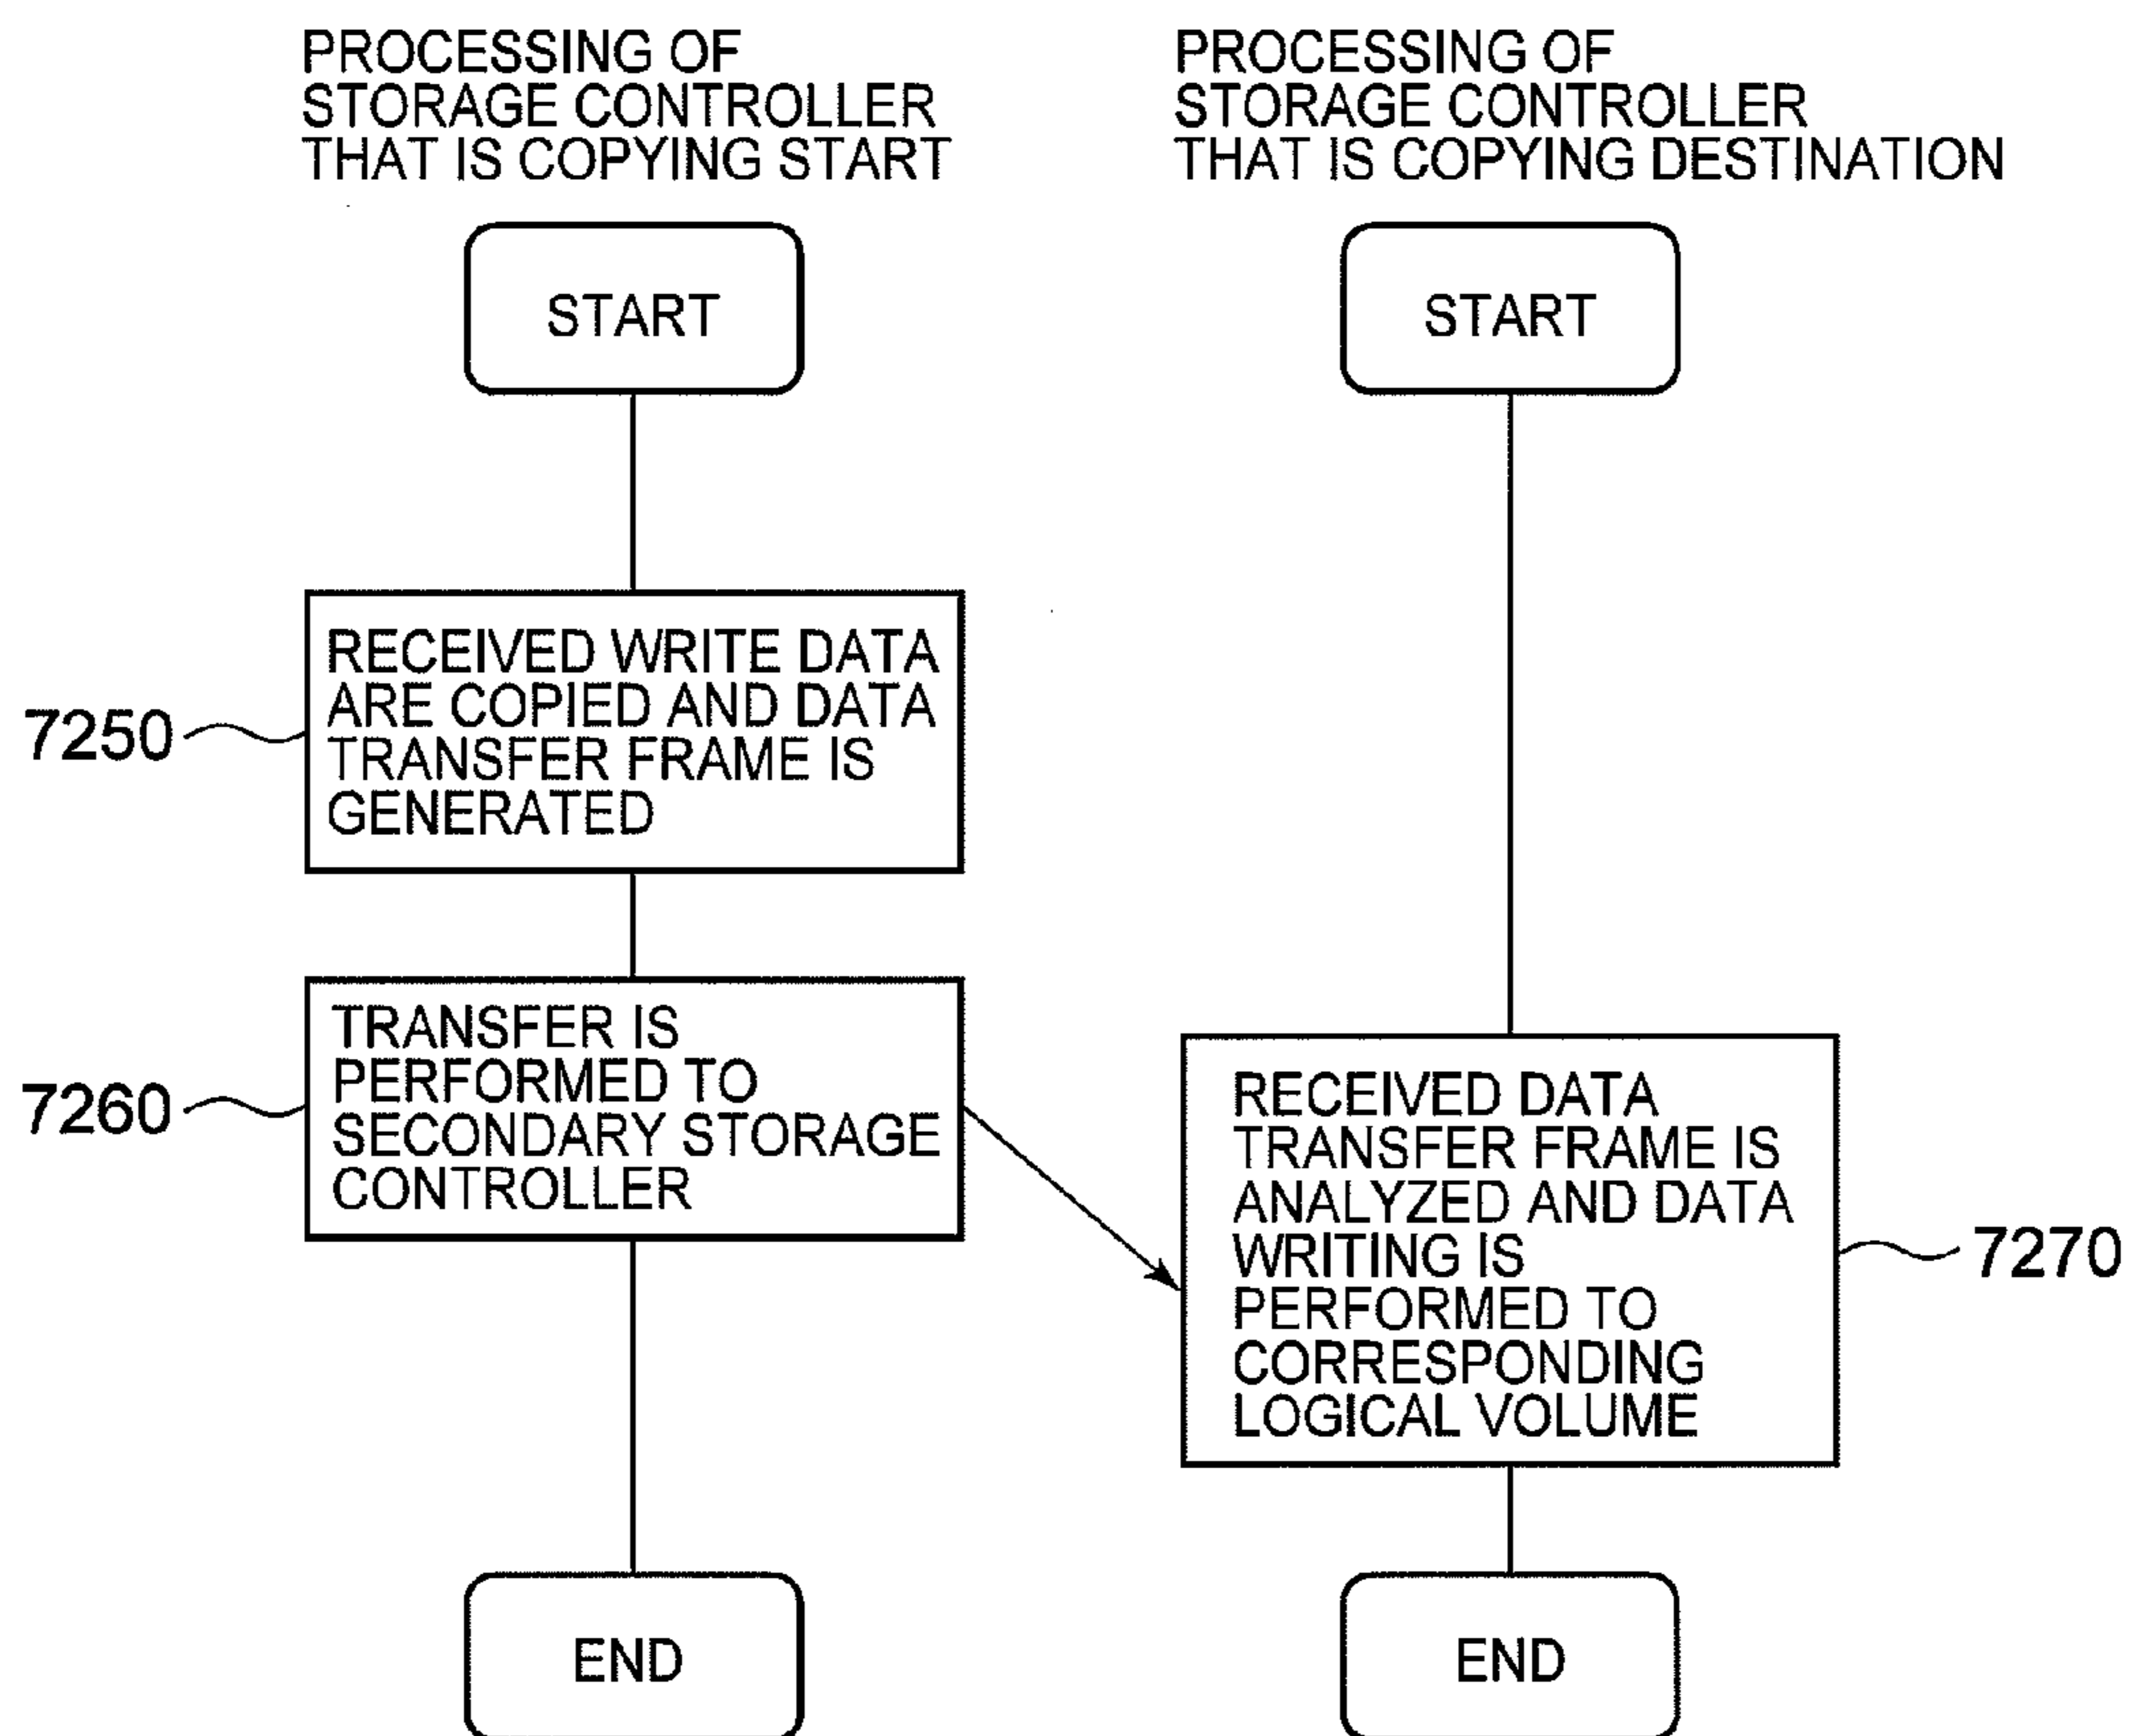 PROCESSING OF
STORAGE CONTROLLER
THAT IS COPYING START
START
7250
RECEIVED WRITE DATA
ARE COPIED AND DATA
TRANSFER FRAME IS
GENERATED
7260
TRANSFER IS
PERFORMED TO
SECONDARY STORAGE
CONTROLLER
END
PROCESSING OF
STORAGE CONTROLLER
THAT IS COPYING DESTINATION
START
RECEIVED DATA
TRANSFER FRAME IS
ANALYZED AND DATA
WRITING IS
PERFORMED TO
CORRESPONDING
LOGICAL VOLUME
7270
END